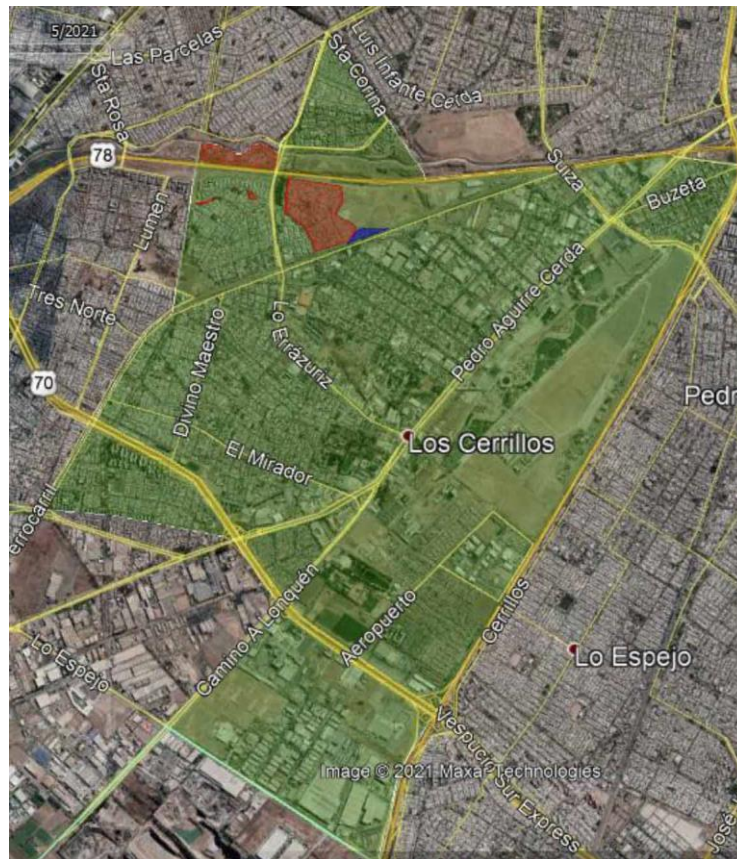 5/2021
Las Parcelas
Luis Infante Cerda
Sta Rosa
Sta Corina
78
Suiza
Buzeta
Lumen
Tres Norte
Lo Errázuriz
Pedro Aguirre Cerda
Divino Maestro
70
Pedr
Los Cerrillos
El Mirador
errocarril
Camino A Lonquén
Aeropuerto
Cerrillos
Lo Espejo
Lo Espejo
Vespucio Sur Express
Image © 2021 Maxar Technologies
José